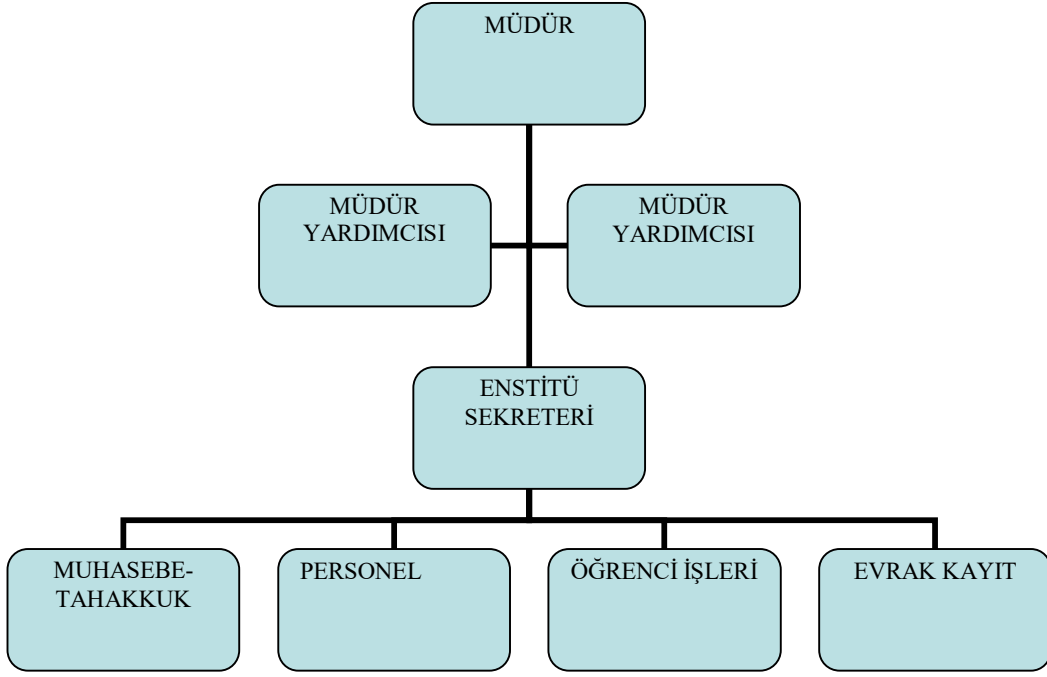 MÜDÜR
MÜDÜR
YARDIMCISI
MÜDÜR
YARDIMCISI
ENSTİTÜ
SEKRETERİ
MUHASEBE-
TAHAKKUK
PERSONEL
ÖĞRENCİ İŞLERİ
EVRAK KAYIT